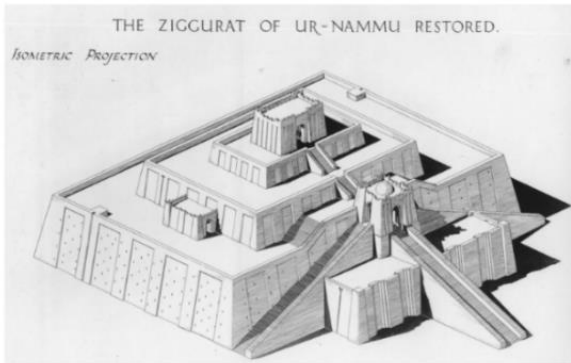 THE ZIGGURAT OF UR-NAMMU RESTORED.
ISOMETRIC PROJECTION